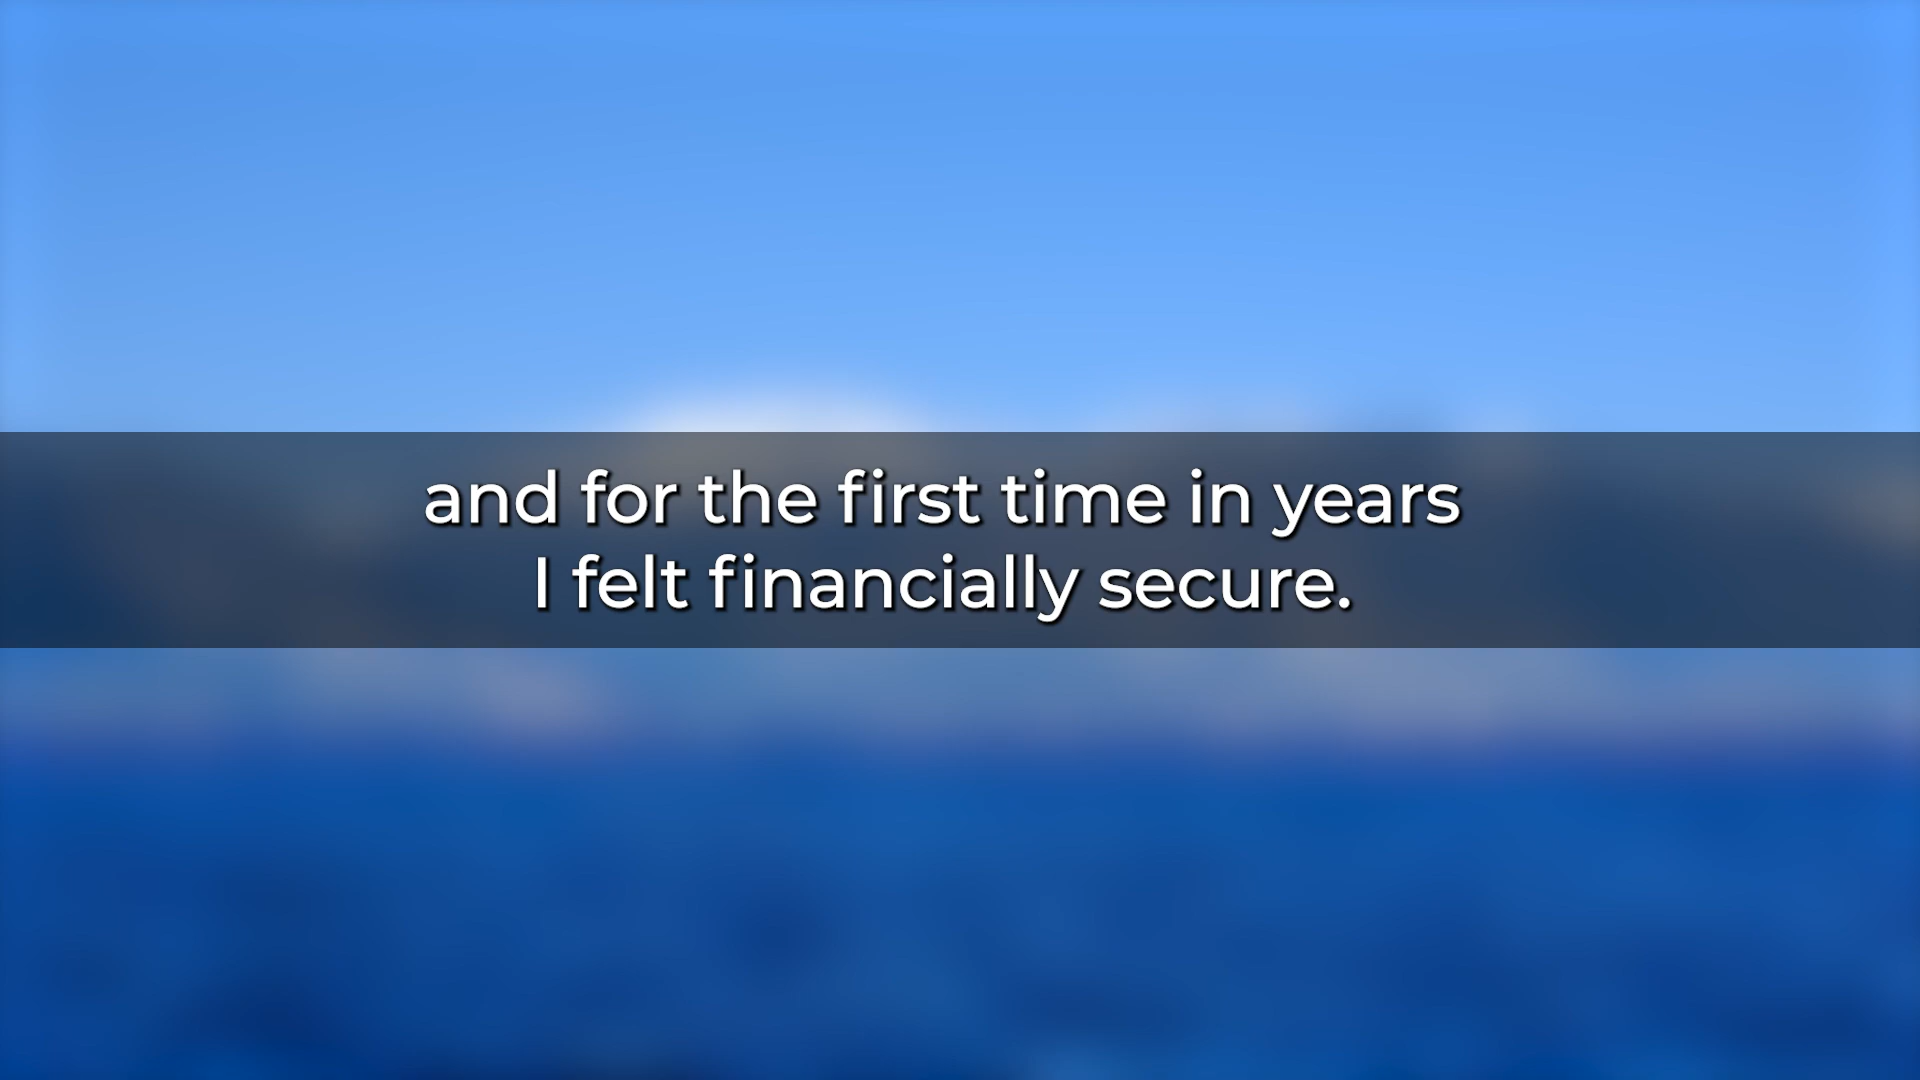 and for the first time in years
I felt financially secure.